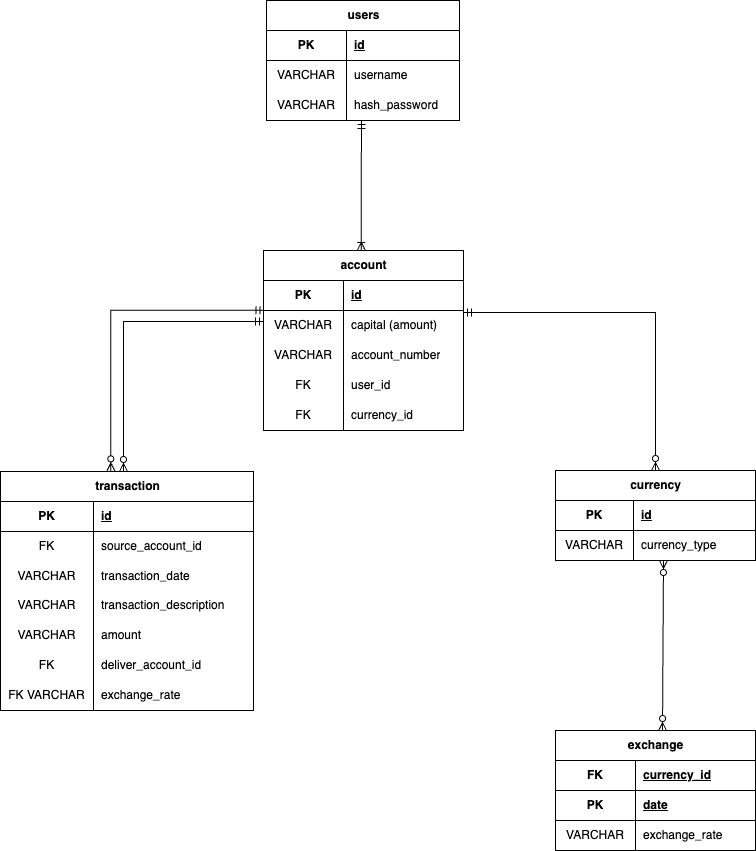 users
PK id
VARCHAR username
VARCHAR hash_password
account
PK id
VARCHAR capital (amount)
VARCHAR account_number
FK user_id
FK currency_id
transaction
PK id
FK source_account_id
VARCHAR transaction_date
VARCHAR transaction_description
VARCHAR amount
FK deliver_account_id
FK VARCHAR exchange_rate
currency
PK id
VARCHAR currency_type
exchange
FK currency_id
PK date
VARCHAR exchange_rate